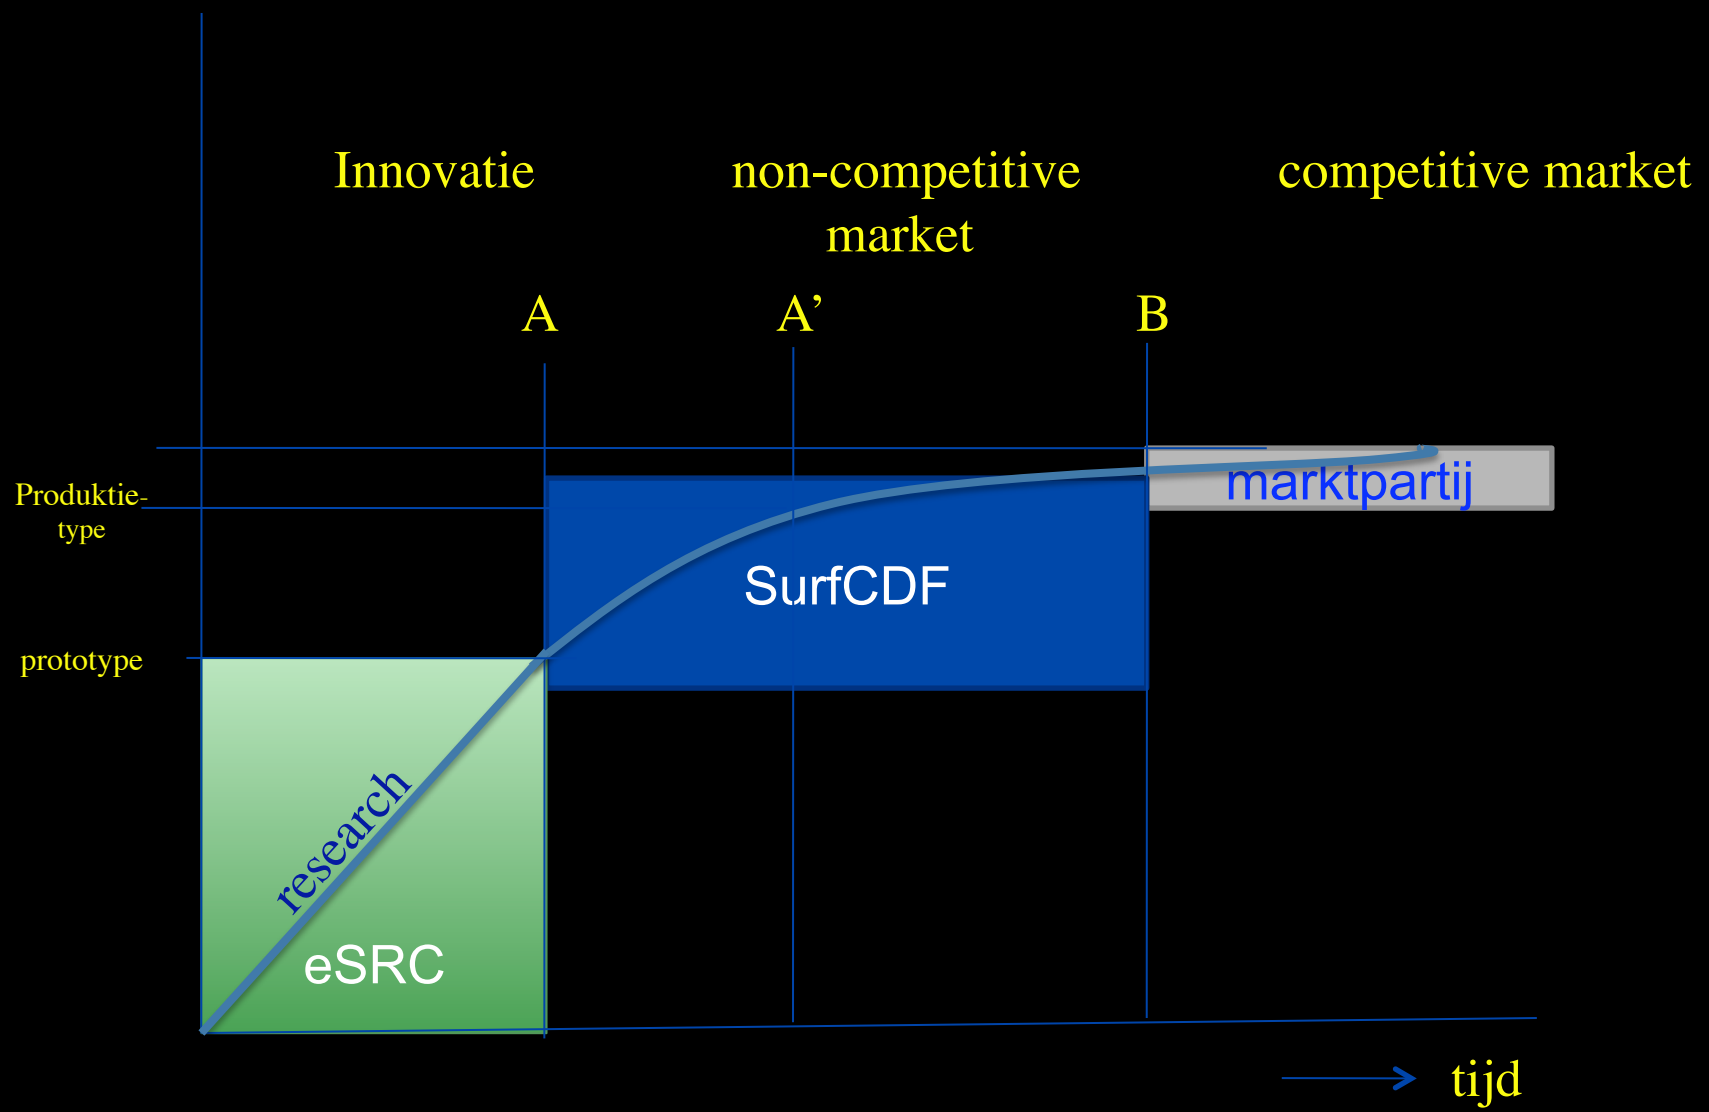 Innovatie
non-competitive
market
competitive market
A
A’
B
Produktie-
type
marktpartij
SurfCDF
prototype
research
eSRC
tijd